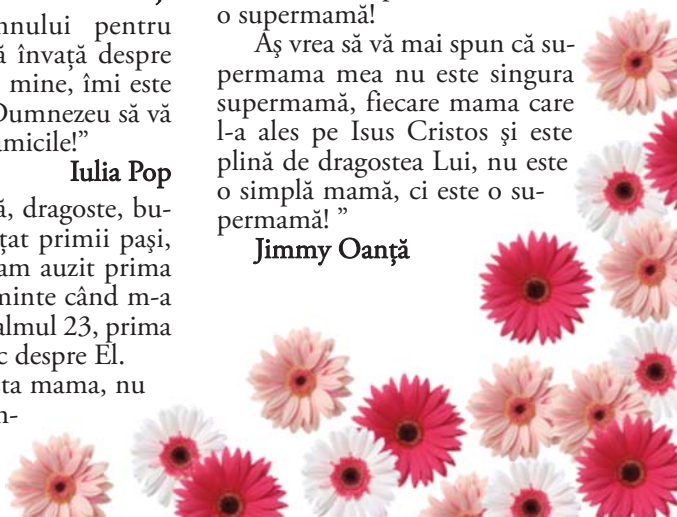 nului pentru
ă învață despre
mine, îmi este
Dumnezeu să vă
amicile!”
Iulia Pop
ă, dragoste, bu-
țat primii paşi,
am auzit prima
minte când m-a
almul 23, prima
c despre El.
ta mama, nu
n-
o supermamă!
Aş vrea să vă mai spun că su-
permama mea nu este singura
supermamă, fiecare mama care
l-a ales pe Isus Cristos şi este
plină de dragostea Lui, nu este
o simplă mamă, ci este o su-
permamă! ”
Jimmy Oanţă